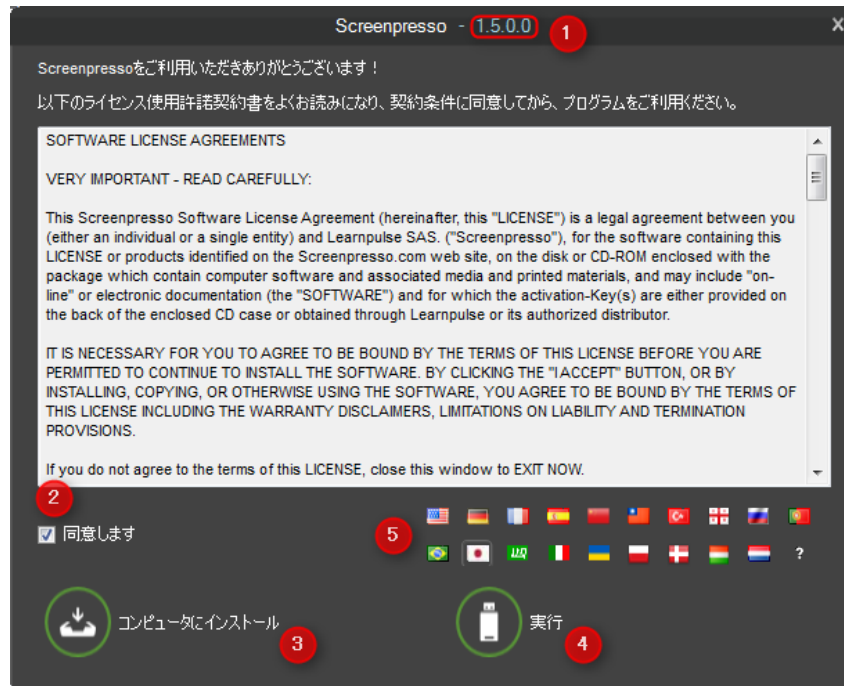 Screenpresso - 1.5.0.0
1
X
Screenpressoをご利用いただきありがとうございます！
以下のライセンス使用許諾契約書をよくお読みになり、契約条件に同意してから、プログラムをご利用ください。
SOFTWARE LICENSE AGREEMENTS
VERY IMPORTANT - READ CAREFULLY:
This Screenpresso Software License Agreement (hereinafter, this "LICENSE") is a legal agreement between you
(either an individual or a single entity) and Learnpulse SAS. ("Screenpresso"), for the software containing this
LICENSE or products identified on the Screenpresso.com web site, on the disk or CD-ROM enclosed with the
package which contain computer software and associated media and printed materials, and may include "on-
line" or electronic documentation (the "SOFTWARE") and for which the activation-Key(s) are either provided on
the back of the enclosed CD case or obtained through Learnpulse or its authorized distributor.
IT IS NECESSARY FOR YOU TO AGREE TO BE BOUND BY THE TERMS OF THIS LICENSE BEFORE YOU ARE
PERMITTED TO CONTINUE TO INSTALL THE SOFTWARE. BY CLICKING THE "I ACCEPT" BUTTON, OR BY
INSTALLING, COPYING, OR OTHERWISE USING THE SOFTWARE, YOU AGREE TO BE BOUND BY THE TERMS OF
THIS LICENSE INCLUDING THE WARRANTY DISCLAIMERS, LIMITATIONS ON LIABILITY AND TERMINATION
PROVISIONS.
If you do not agree to the terms of this LICENSE, close this window to EXIT NOW.
2
同意します
5
?
コンピュータにインストール
3
実行
4